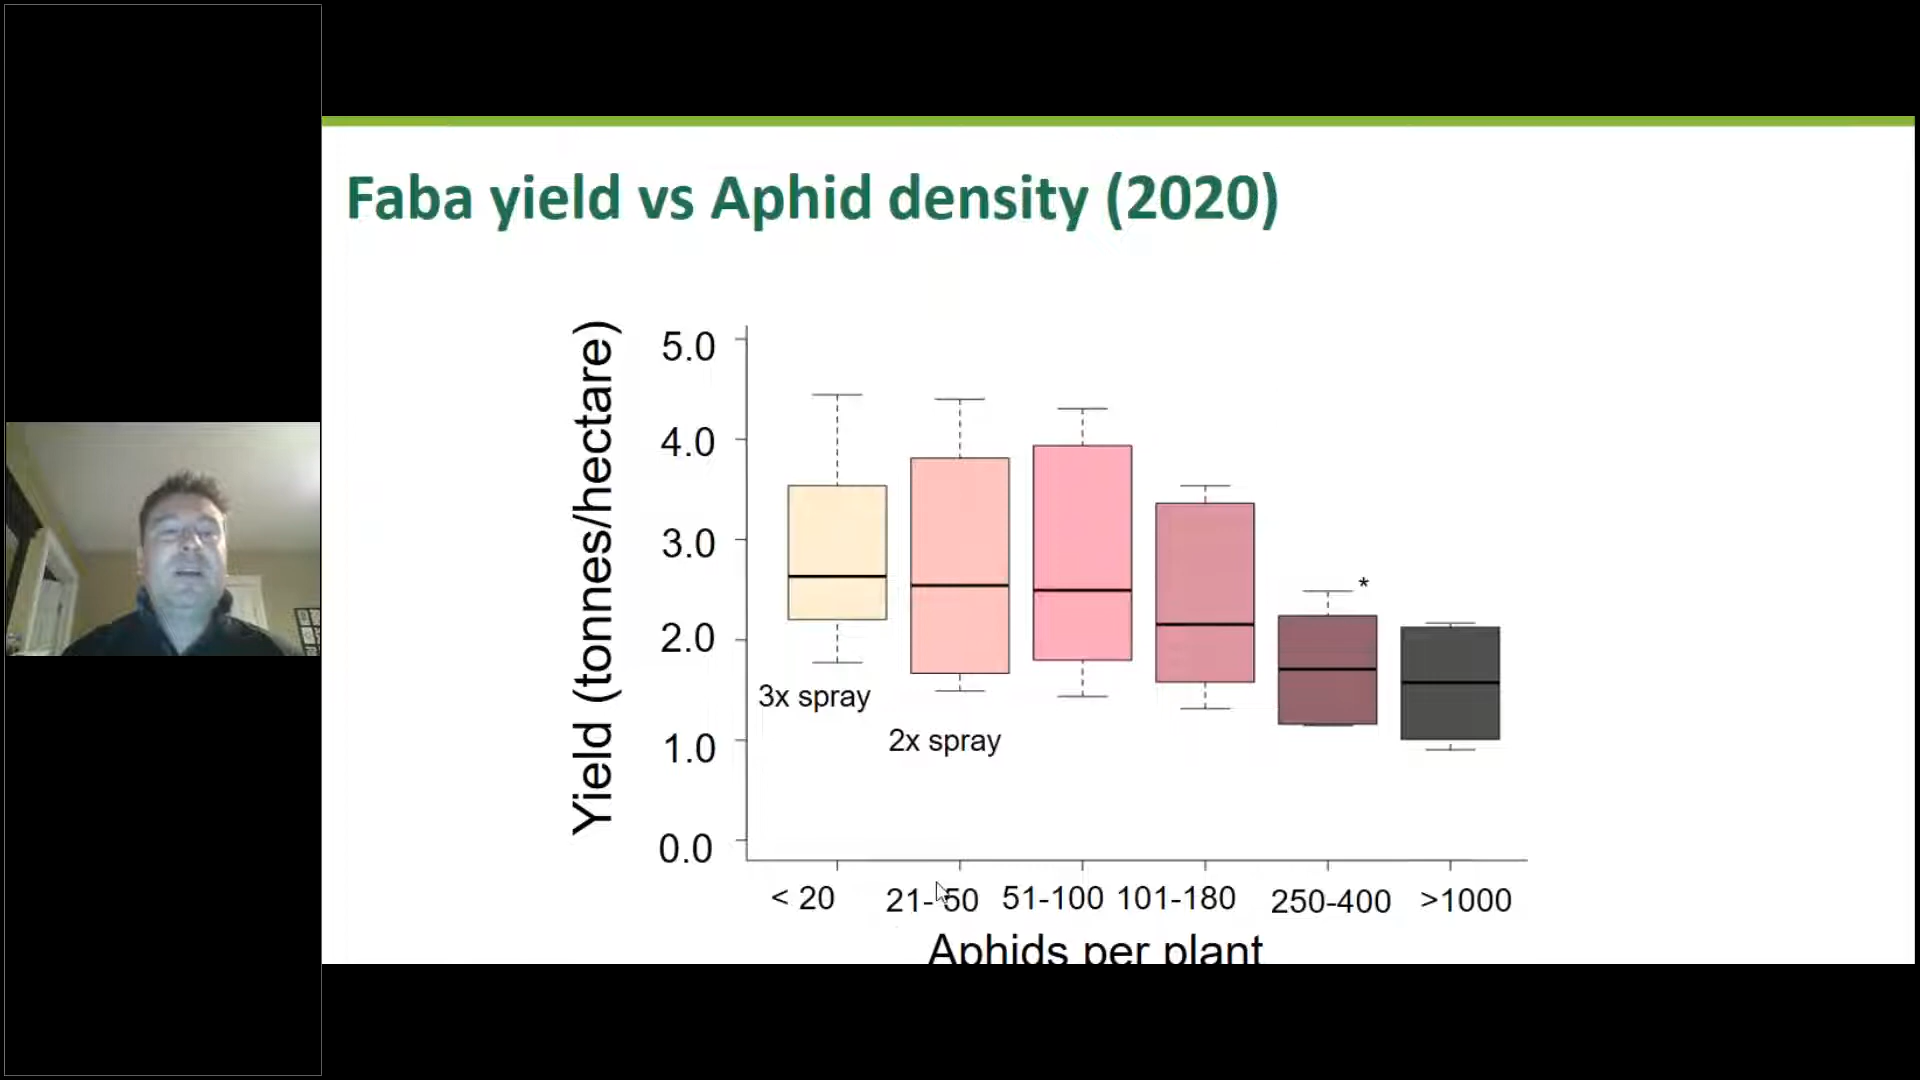 Faba yield vs Aphid density (2020)
Yield (tonnes/hectare)
5.0
4.0
3.0
2.0
1.0
0.0
*
3x spray
2x spray
< 20 21-50 51-100 101-180 250-400 >1000
Aphids per plant